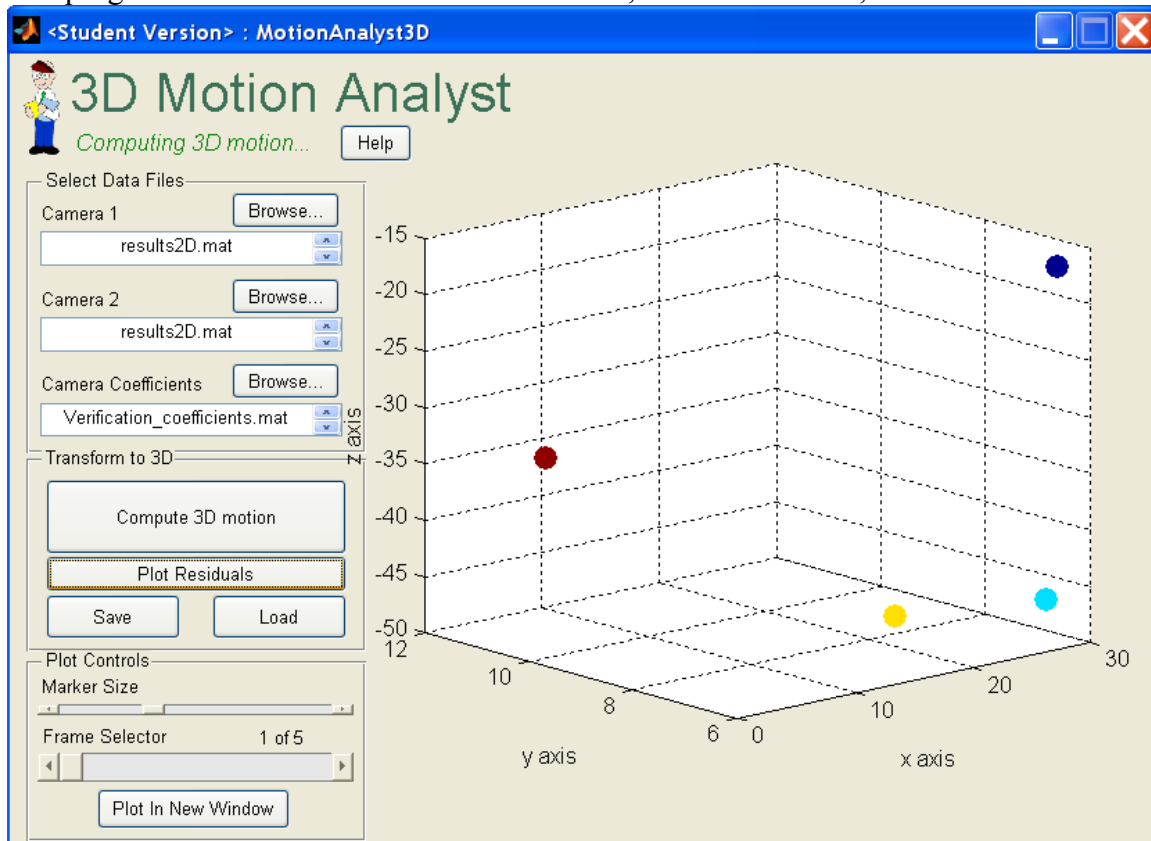 <Student Version> : MotionAnalyst3D
3D Motion Analyst
Computing 3D motion...
Help
Select Data Files
Camera 1
Browse...
results2D.mat
Camera 2
Browse...
results2D.mat
Camera Coefficients
Browse...
Verification_coefficients.mat
Transform to 3D
Compute 3D motion
Plot Residuals
Save
Load
Plot Controls
Marker Size
Frame Selector
1 of 5
Plot In New Window
z axis
-15
-20
-25
-30
-35
-40
-45
-50
12
10
8
6
y axis
0
10
20
30
x axis